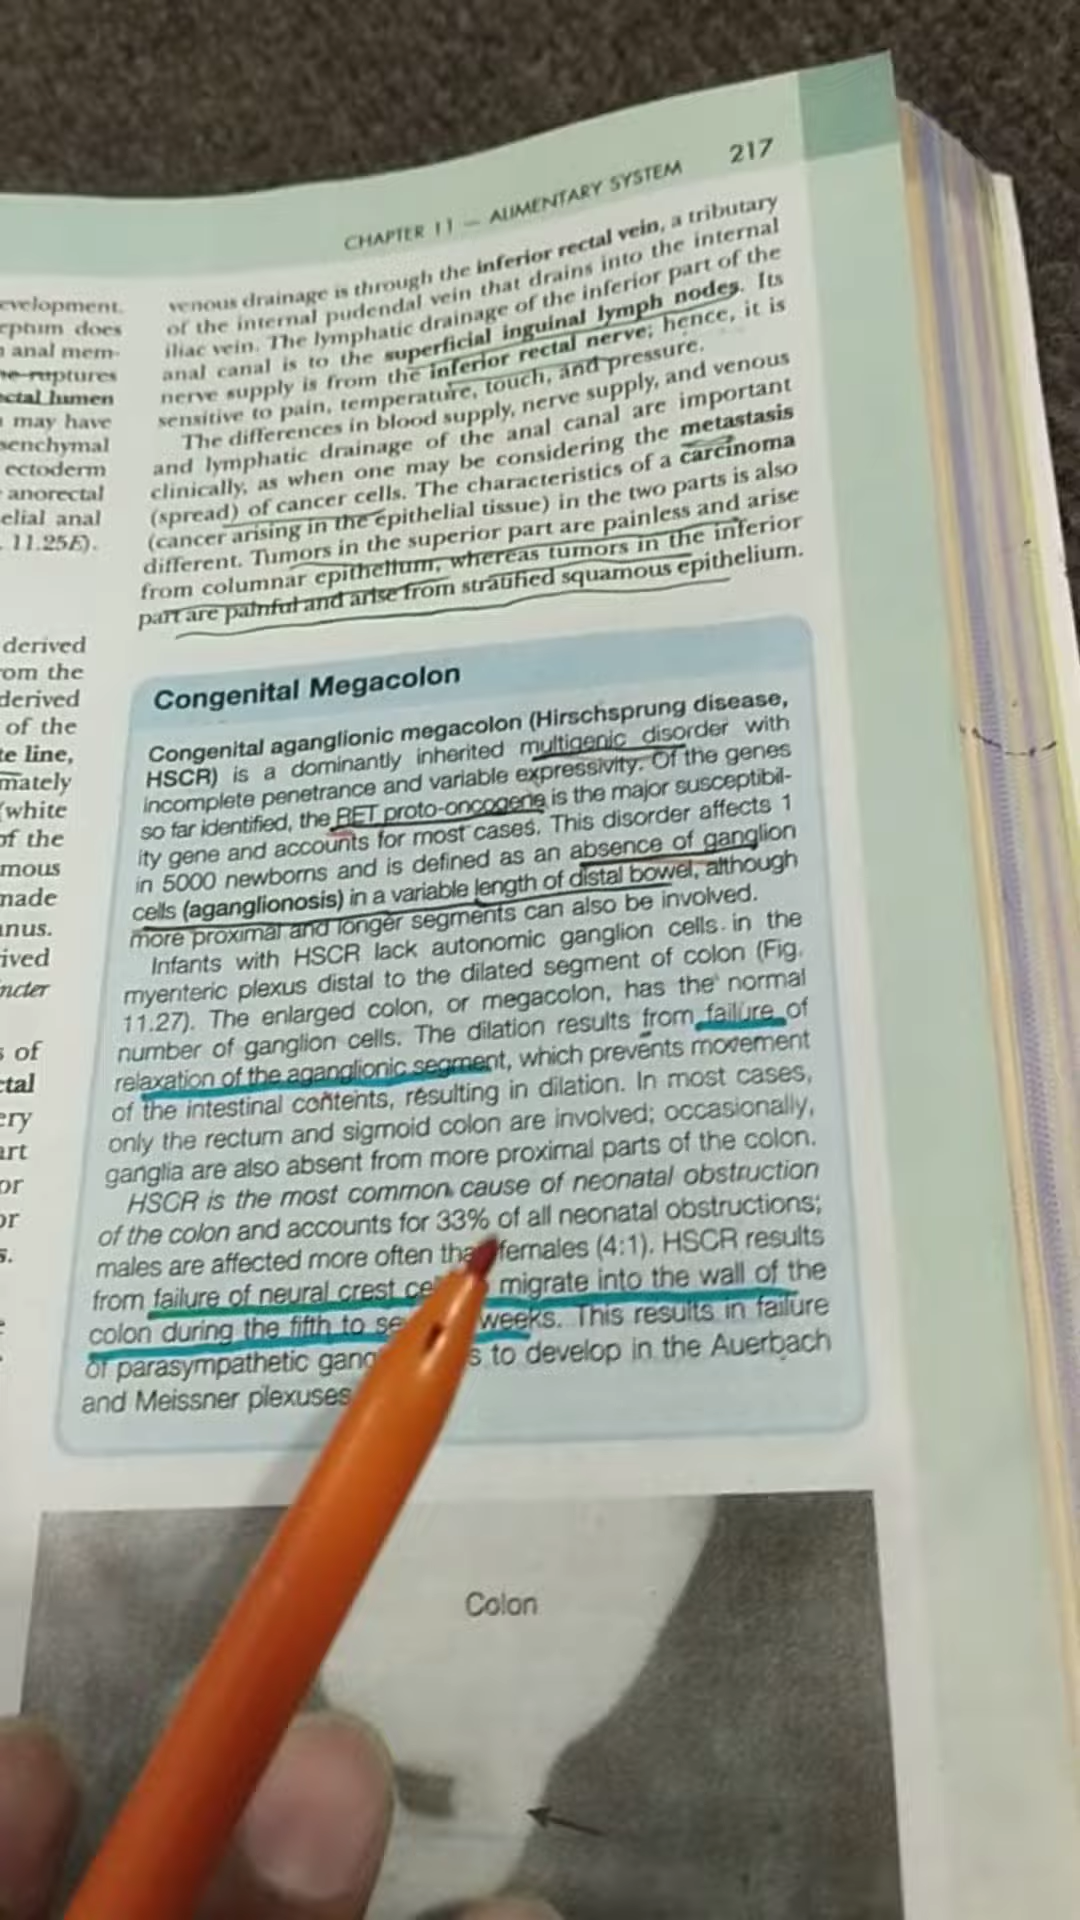 CHAPTER 11 — ALIMENTARY SYSTEM 217
evelopment.
eptum does
anal mem-
ruptures
ectal lumen
may have
senchymal
ectoderm
anorectal
elial anal
11.25E).
derived
rom the
derived
of the
te line,
mately
(white
of the
mous
made
anus.
ived
ncter
s of
ctal
ery
art
or
or
s.
venous drainage is through the inferior rectal vein, a tributary
of the internal pudendal vein that drains into the internal
iliac vein. The lymphatic drainage of the inferior part of the
anal canal is to the superficial inguinal lymph nodes. Its
nerve supply is from the inferior rectal nerve; hence, it is
sensitive to pain, temperature, touch, and pressure.
The differences in blood supply, nerve supply, and venous
and lymphatic drainage of the anal canal are important
clinically, as when one may be considering the metastasis
(spread) of cancer cells. The characteristics of a carcinoma
(cancer arising in the epithelial tissue) in the two parts is also
different. Tumors in the superior part are painless and arise
from columnar epithelium, whereas tumors in the inferior
part are painful and arise from stratified squamous epithelium.
Congenital Megacolon
Congenital aganglionic megacolon (Hirschsprung disease,
HSCR) is a dominantly inherited multigenic disorder with
incomplete penetrance and variable expressivity. Of the genes
so far identified, the RET proto-oncogene is the major susceptibil-
ity gene and accounts for most cases. This disorder affects 1
in 5000 newborns and is defined as an absence of ganglion
cells (aganglionosis) in a variable length of distal bowel, although
more proximal and longer segments can also be involved.
Infants with HSCR lack autonomic ganglion cells in the
myenteric plexus distal to the dilated segment of colon (Fig.
11.27). The enlarged colon, or megacolon, has the normal
number of ganglion cells. The dilation results from failure of
relaxation of the aganglionic segment, which prevents movement
of the intestinal contents, resulting in dilation. In most cases,
only the rectum and sigmoid colon are involved; occasionally,
ganglia are also absent from more proximal parts of the colon.
HSCR is the most common cause of neonatal obstruction
of the colon and accounts for 33% of all neonatal obstructions;
males are affected more often tha females (4:1). HSCR results
from failure of neural crest ce migrate into the wall of the
colon during the fifth to se weeks. This results in failure
of parasympathetic gang s to develop in the Auerbach
and Meissner plexuses
Colon